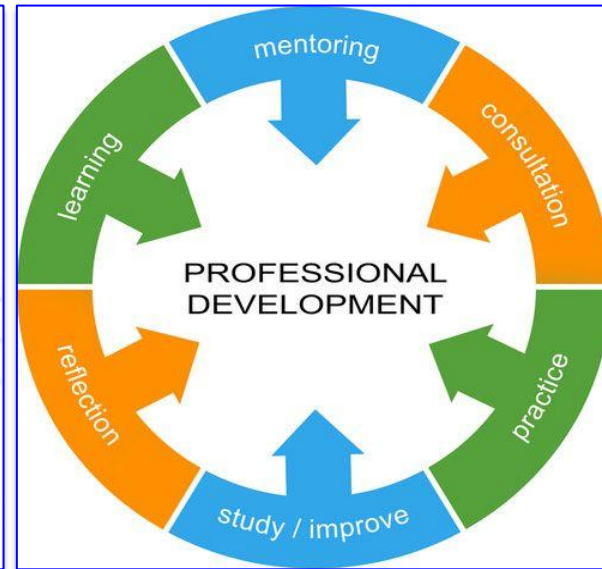 mentoring
consultation
practice
study / improve
reflection
learning
PROFESSIONAL
DEVELOPMENT